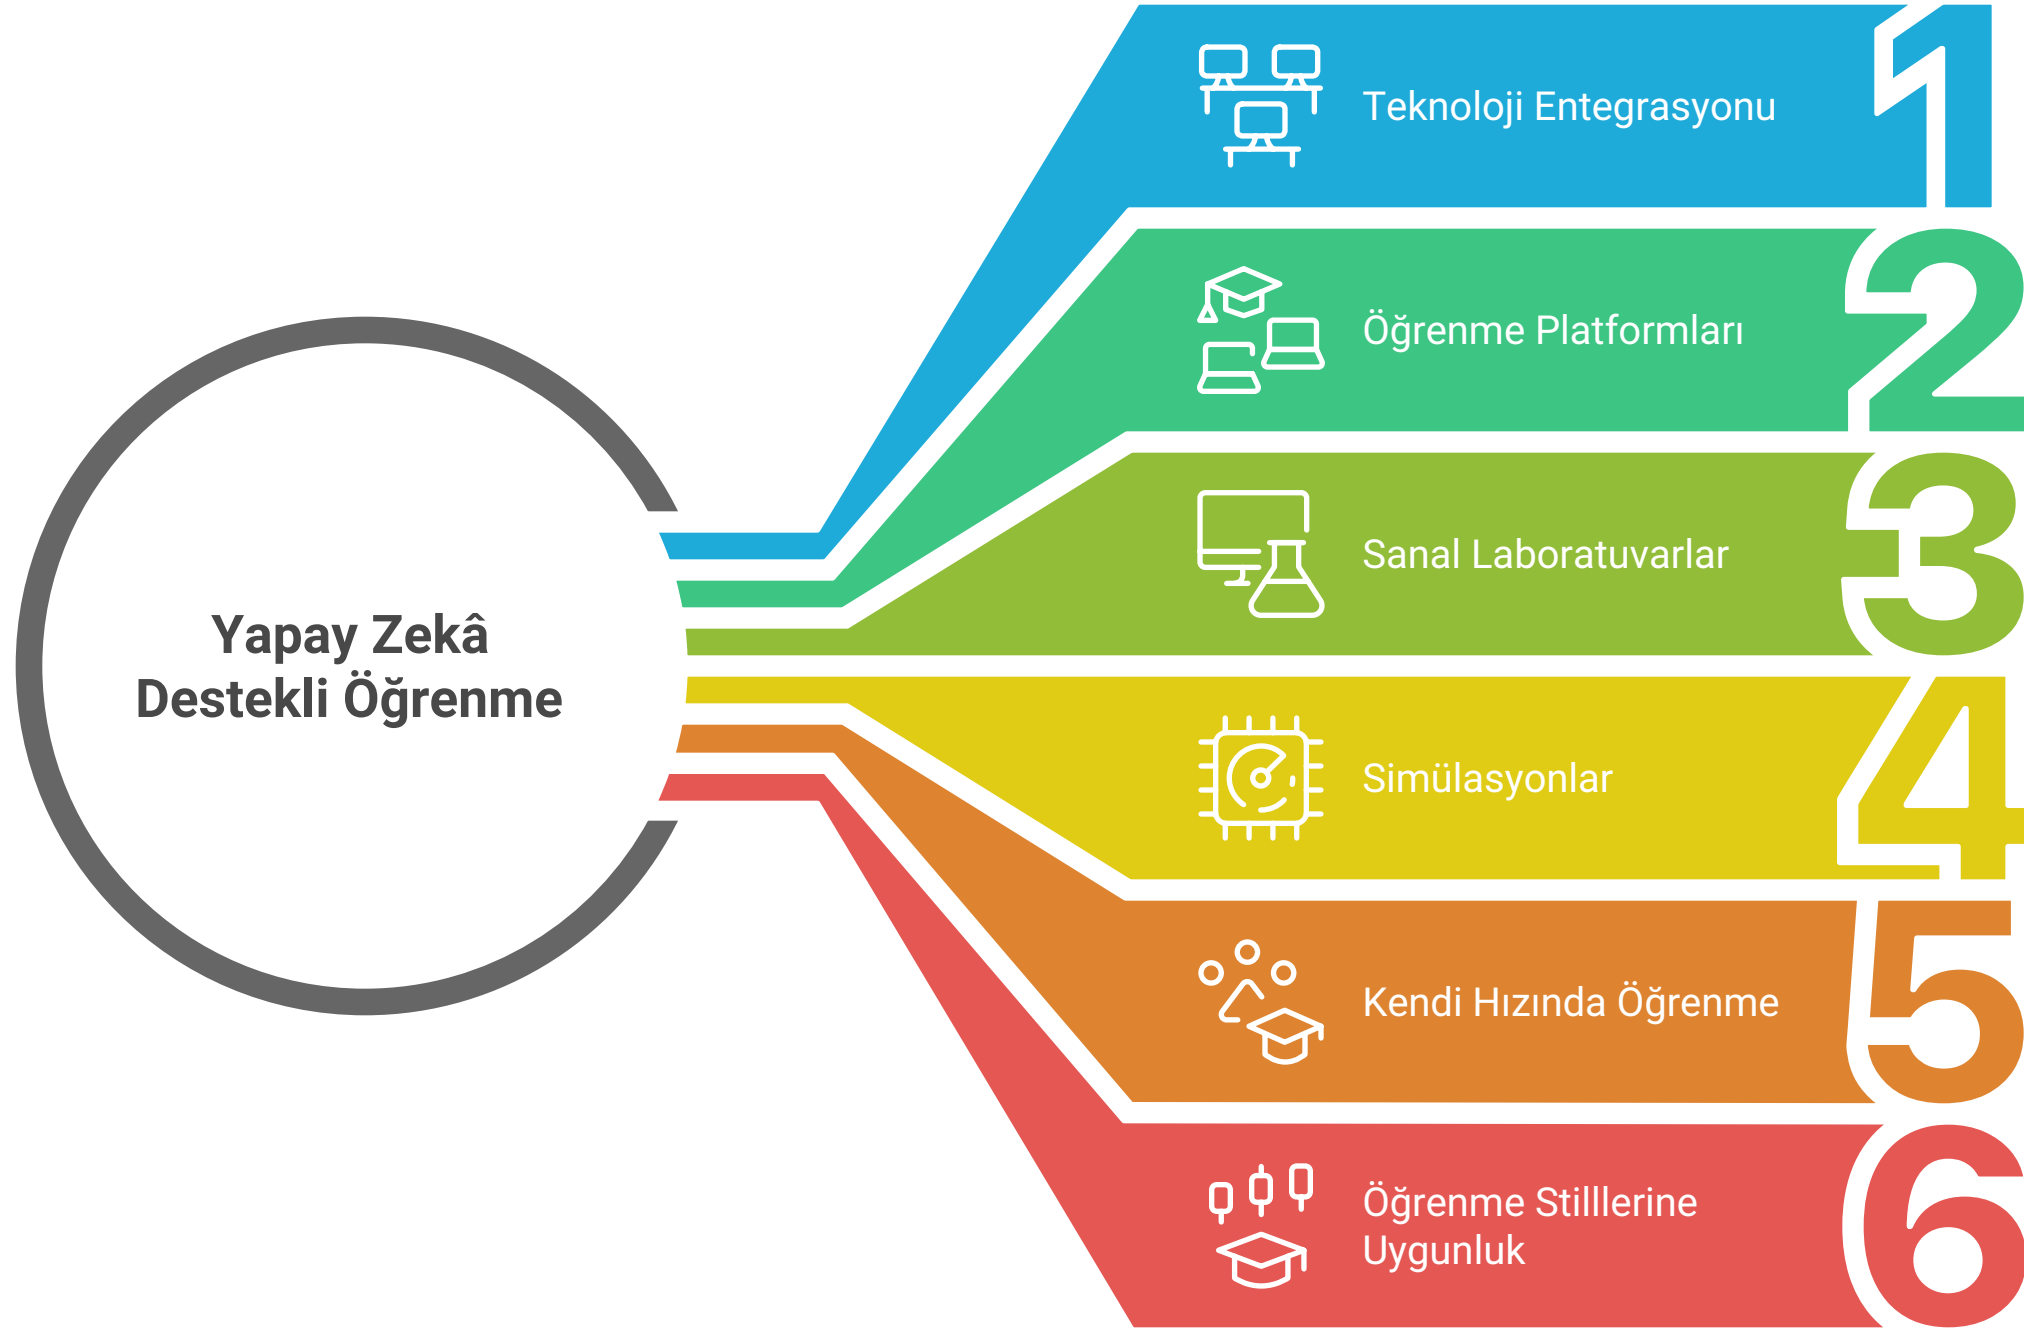 Yapay Zekâ
Destekli Öğrenme
Teknoloji Entegrasyonu
1
Öğrenme Platformları
2
Sanal Laboratuvarlar
3
Simülasyonlar
4
Kendi Hızında Öğrenme
5
Öğrenme Stilllerine
Uygunluk
6